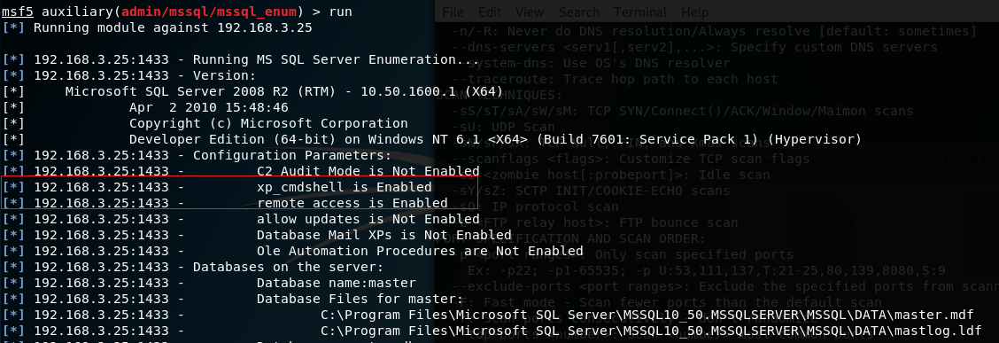 msf5 auxiliary(admin/mssql/mssql_enum) > run
[*] Running module against 192.168.3.25
[*] 192.168.3.25:1433 - Running MS SQL Server Enumeration...
[*] 192.168.3.25:1433 - Version:
[*] Microsoft SQL Server 2008 R2 (RTM) - 10.50.1600.1 (X64)
[*] Apr 2 2010 15:48:46
[*] Copyright (c) Microsoft Corporation
[*] Developer Edition (64-bit) on Windows NT 6.1 <X64> (Build 7601: Service Pack 1) (Hypervisor)
[*] 192.168.3.25:1433 - Configuration Parameters:
[*] 192.168.3.25:1433 - C2 Audit Mode is Not Enabled
[*] 192.168.3.25:1433 - xp_cmdshell is Enabled
[*] 192.168.3.25:1433 - remote access is Enabled
[*] 192.168.3.25:1433 - allow updates is Not Enabled
[*] 192.168.3.25:1433 - Database Mail XPs is Not Enabled
[*] 192.168.3.25:1433 - Ole Automation Procedures are Not Enabled
[*] 192.168.3.25:1433 - Databases on the server:
[*] 192.168.3.25:1433 - Database name:master
[*] 192.168.3.25:1433 - Database Files for master:
[*] 192.168.3.25:1433 - C:\Program Files\Microsoft SQL Server\MSSQL10_50.MSSQLSERVER\MSSQL\DATA\master.mdf
[*] 192.168.3.25:1433 - C:\Program Files\Microsoft SQL Server\MSSQL10_50.MSSQLSERVER\MSSQL\DATA\mastlog.ldf
File Edit View Search Terminal Help
-n/-R: Never do DNS resolution/Always resolve [default: sometimes]
--dns-servers <serv1[,serv2],...>: Specify custom DNS servers
system-dns: Use OS's DNS resolver
--traceroute: Trace hop path to each host
TECHNIQUES:
-sS/sT/sA/sW/sM: TCP SYN/Connect()/ACK/Window/Maimon scans
-sU: UDP Scan
--scanflags <flags>: Customize TCP scan flags
<zombie host[:probeport]>: Idle scan
-sY/sZ: SCTP INIT/COOKIE-ECHO scans
IP protocol scan
<FTP relay host>: FTP bounce scan
SPECIFICATION AND SCAN ORDER:
Only scan specified ports
Ex: -p22; -p1-65535; -p U:53,111,137,T:21-25,80,139,8080,S:9
--exclude-ports <port ranges>: Exclude the specified ports from
Fast mode - Scan fewer ports than the default scan